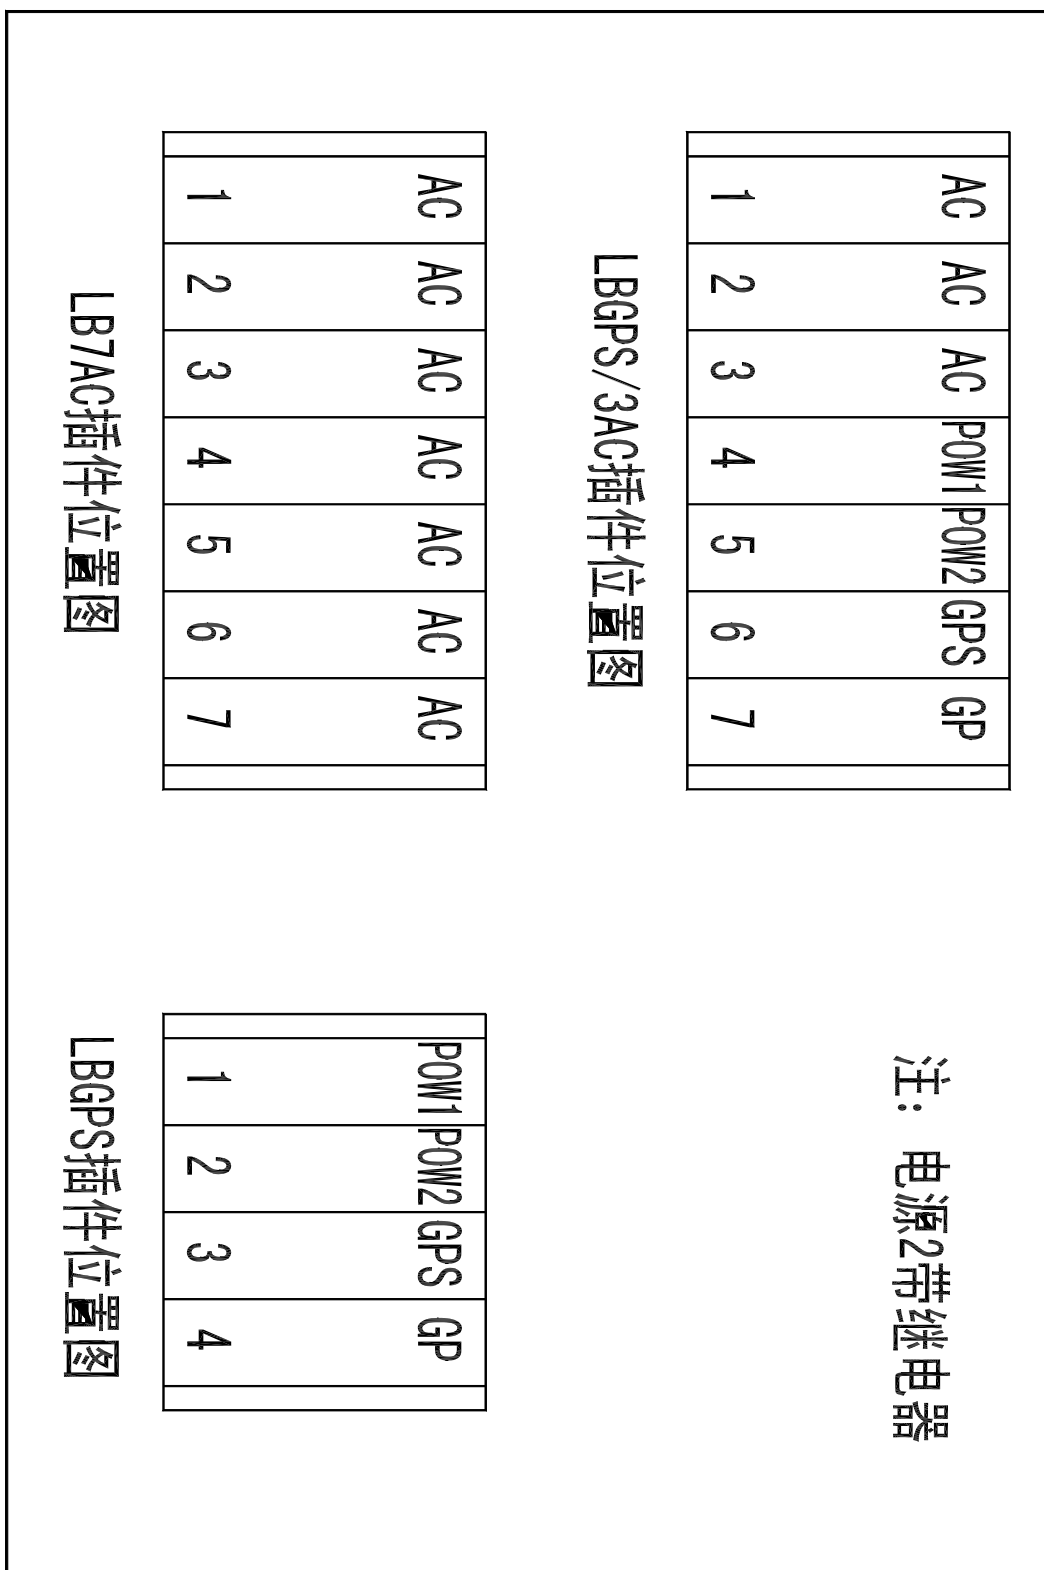 AC AC AC POW1 POW2 GPS GP
1 2 3 4 5 6 7
LBGPS/3AC插件位置图
注: 电源2带继电器
AC AC AC AC AC AC AC
1 2 3 4 5 6 7
LB7AC插件位置图
POW1 POW2 GPS GP
1 2 3 4
LBGPS插件位置图